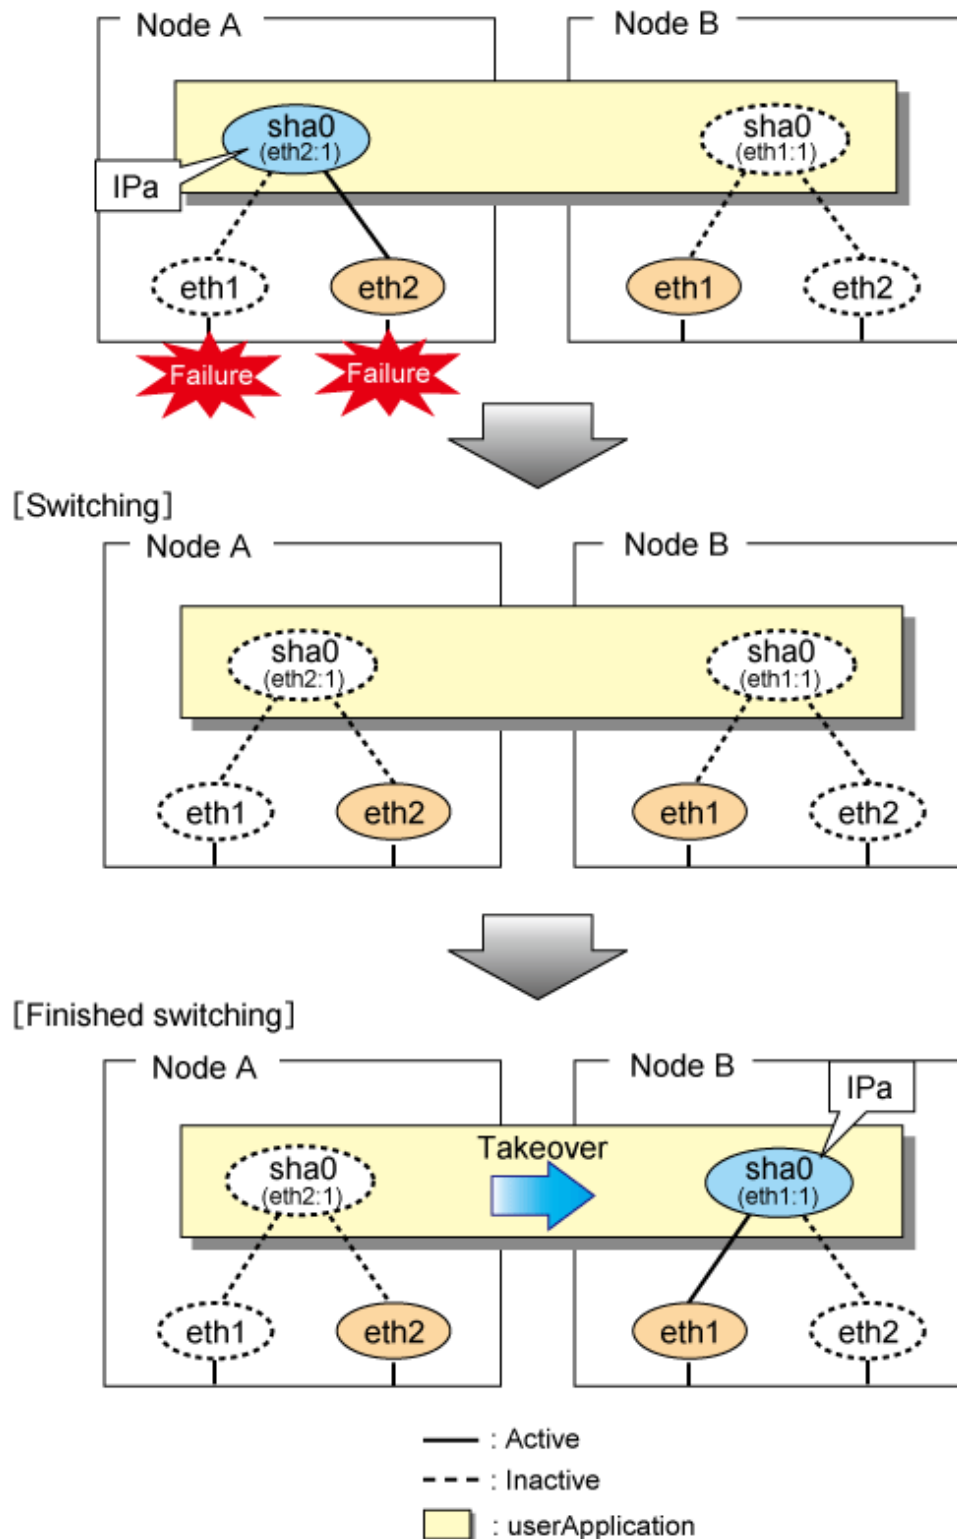 Node A
Node B
sha0
(eth2:1)
sha0
(eth1:1)
IPa
eth1
eth2
eth1
eth2
Failure
Failure
[Switching]
Node A
Node B
sha0
(eth2:1)
sha0
(eth1:1)
eth1
eth2
eth1
eth2
[Finished switching]
Node A
Node B
IPa
Takeover
sha0
(eth2:1)
sha0
(eth1:1)
eth1
eth2
eth1
eth2
: Active
: Inactive
: userApplication